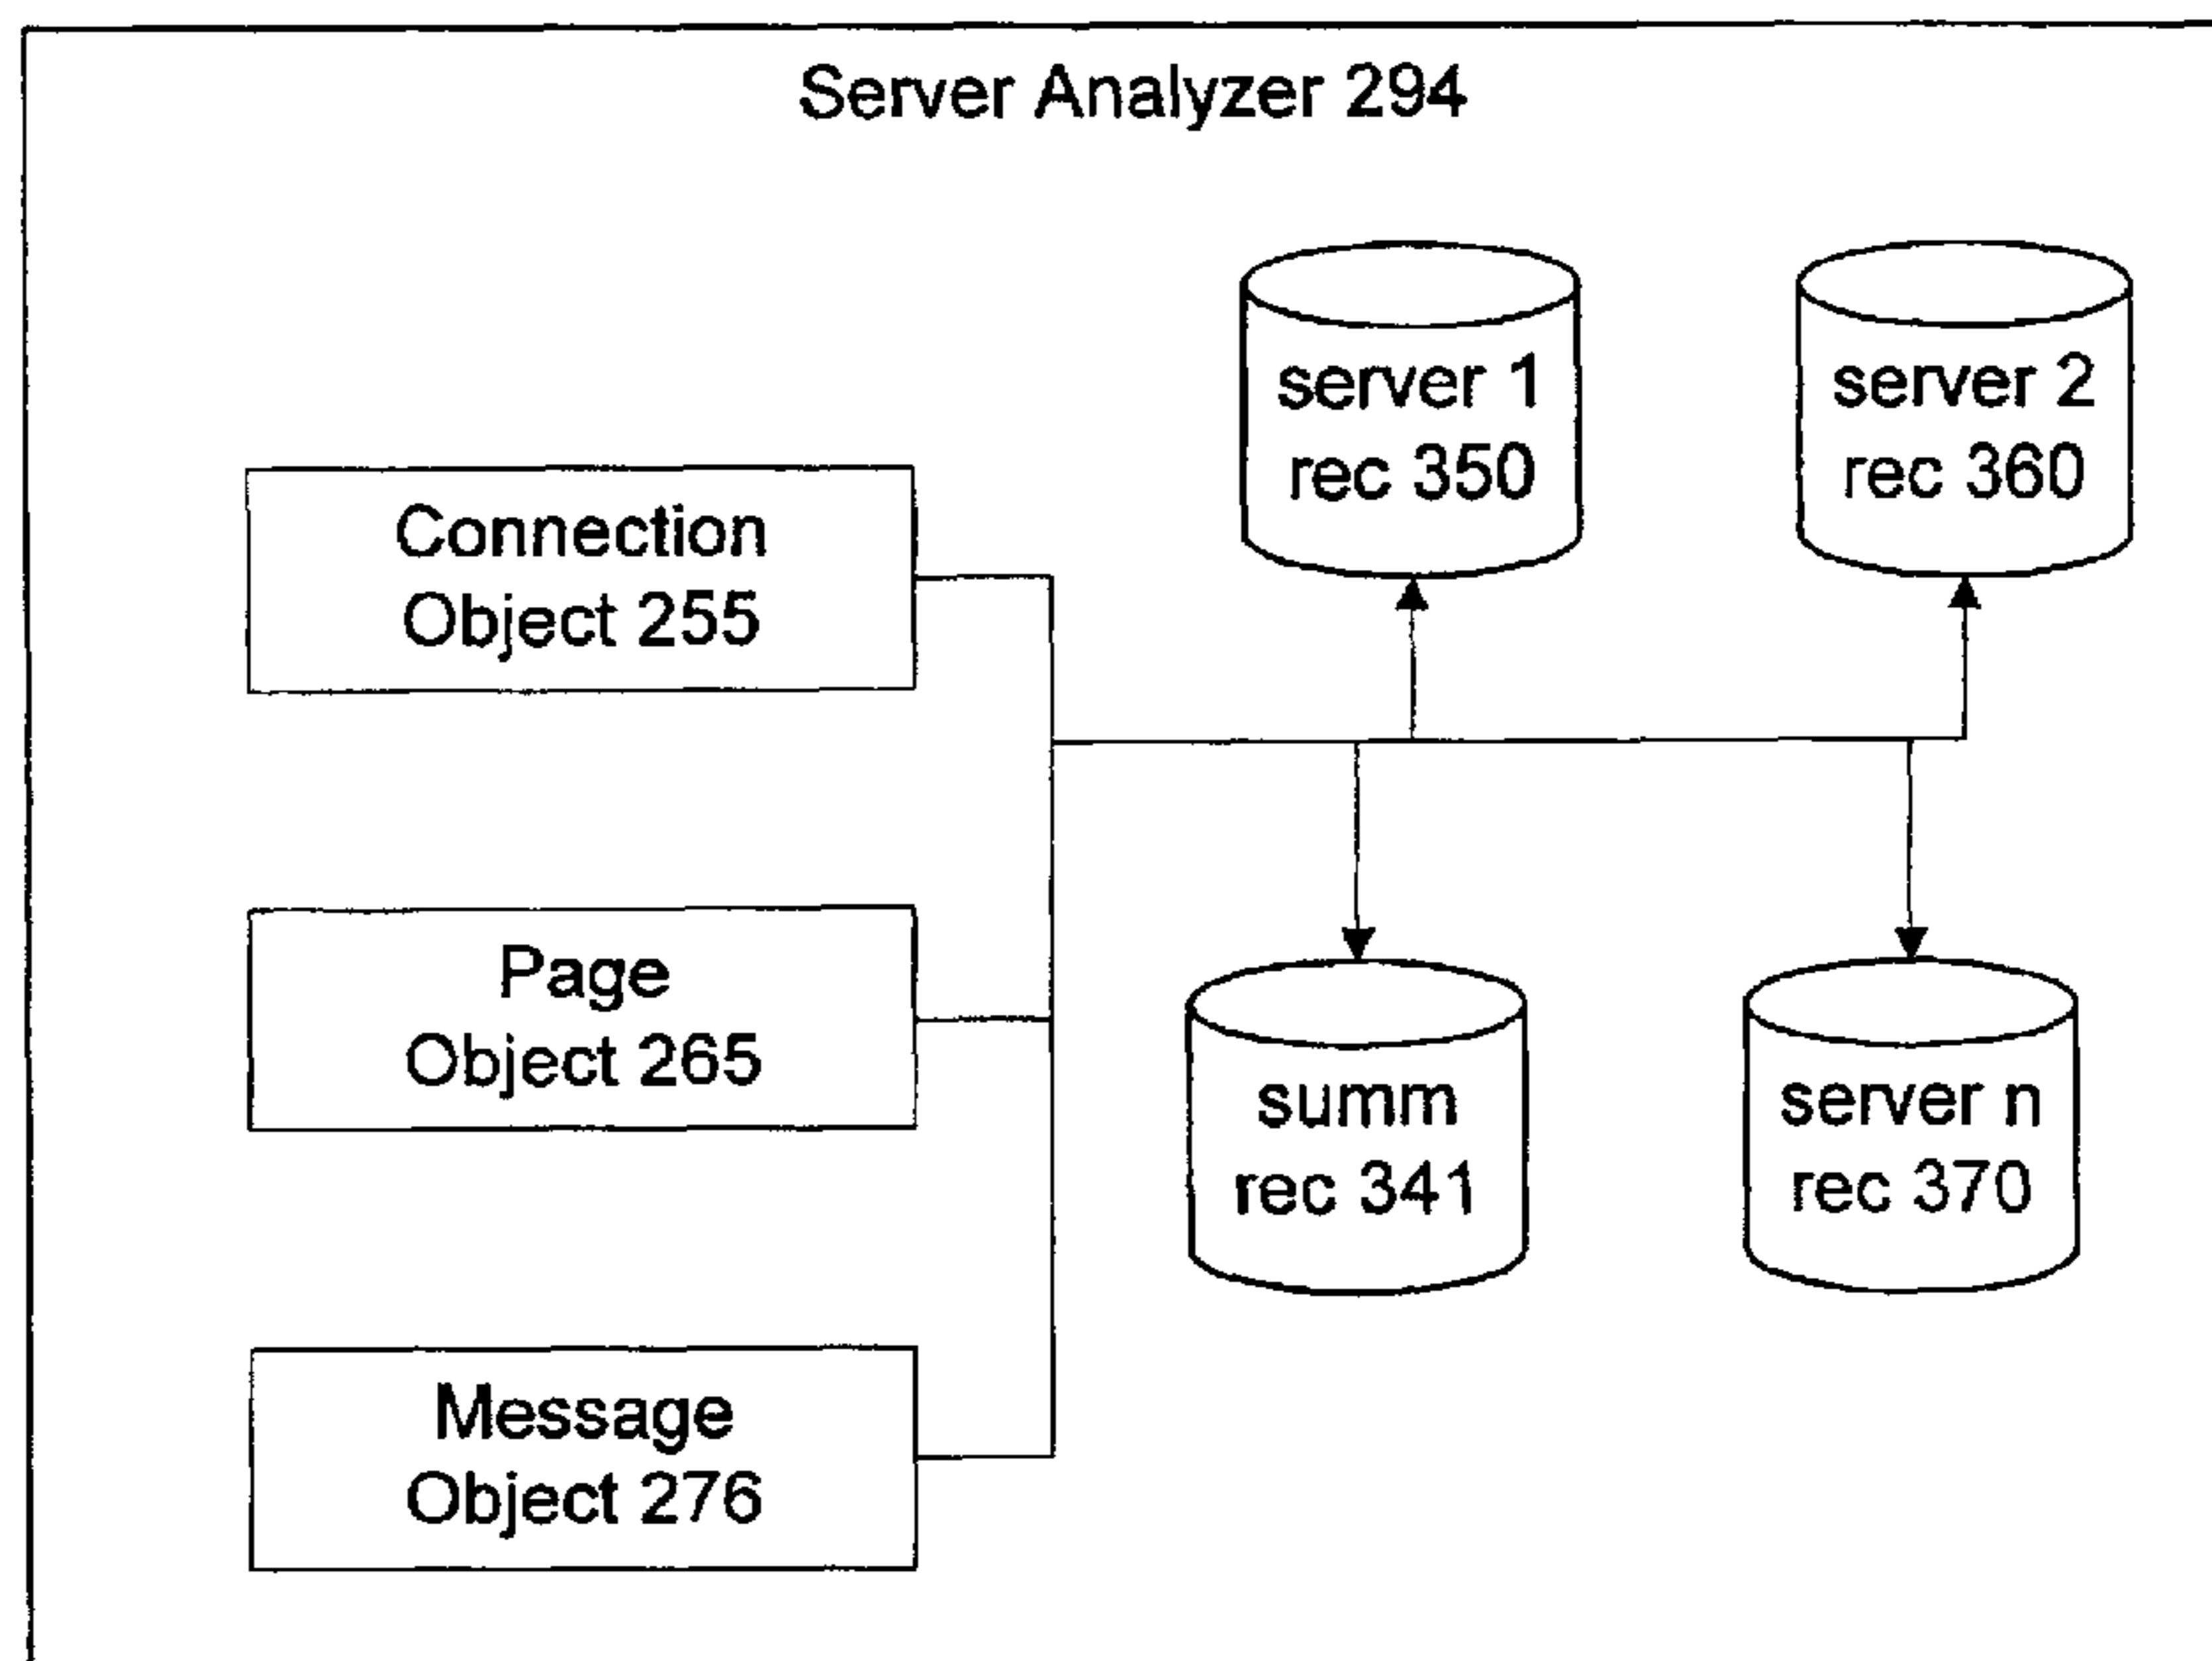 Server Analyzer 294
server 1
rec 350
server 2
rec 360
Connection
Object 255
Page
Object 265
summ
rec 341
server n
rec 370
Message
Object 276